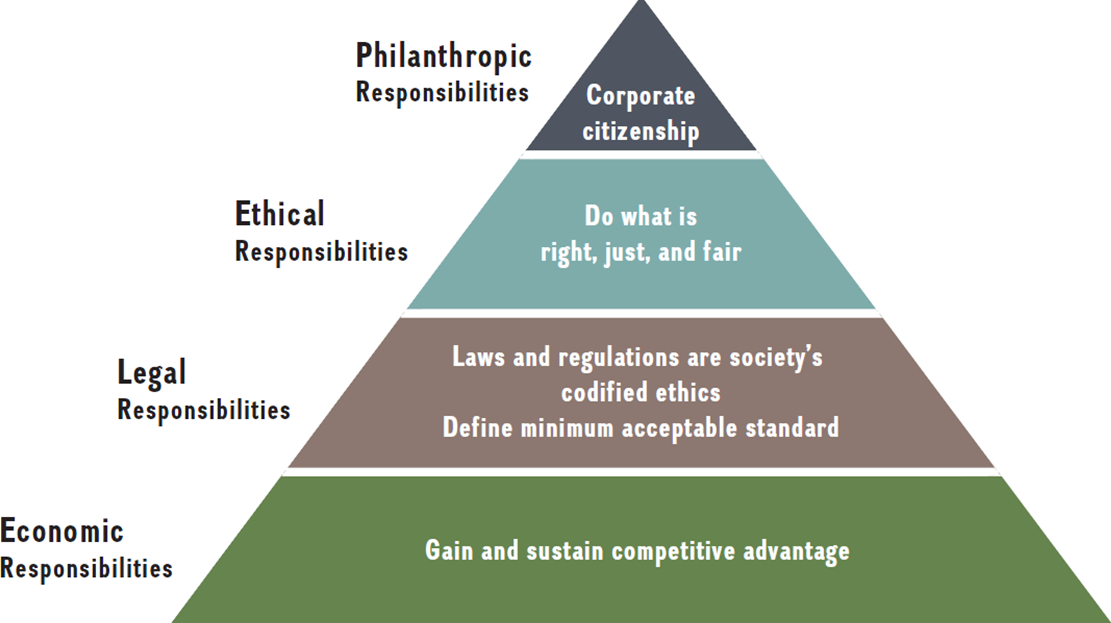 Philanthropic
Responsibilities
Corporate
citizenship
Ethical
Responsibilities
Do what is
right, just, and fair
Legal
Responsibilities
Laws and regulations are society’s
codified ethics
Define minimum acceptable standard
Economic
Responsibilities
Gain and sustain competitive advantage